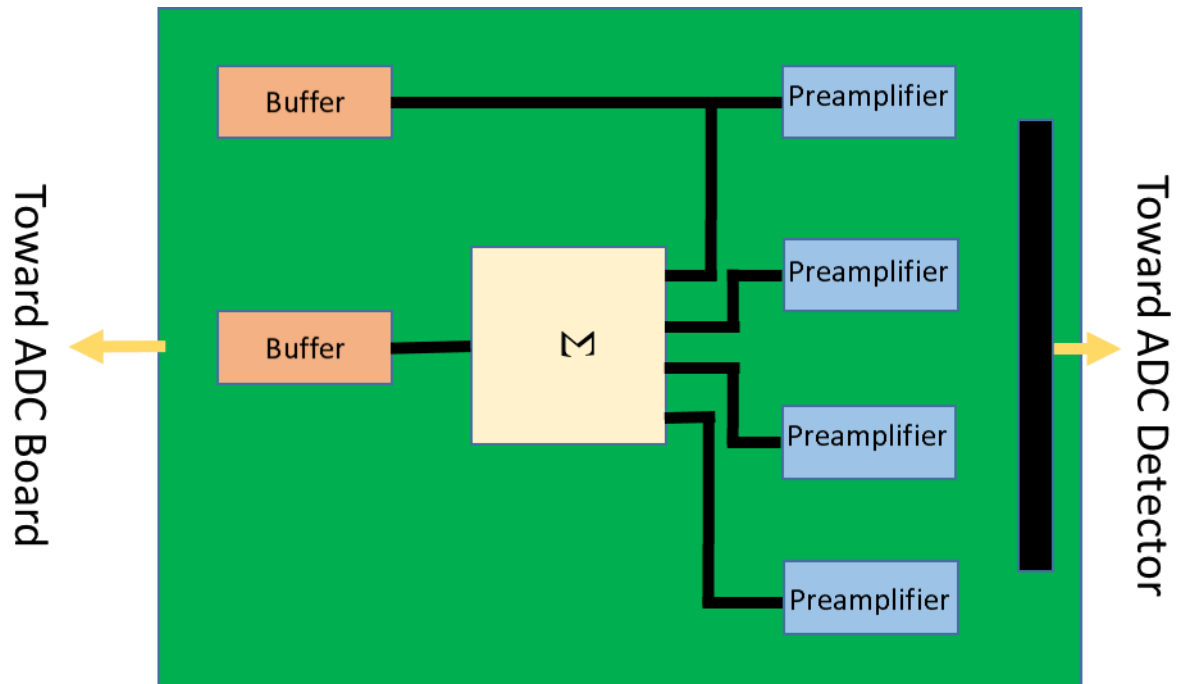 Buffer
Preamplifier
Preamplifier
Buffer
Σ
Preamplifier
Preamplifier
Toward ADC Board
Toward ADC Detector